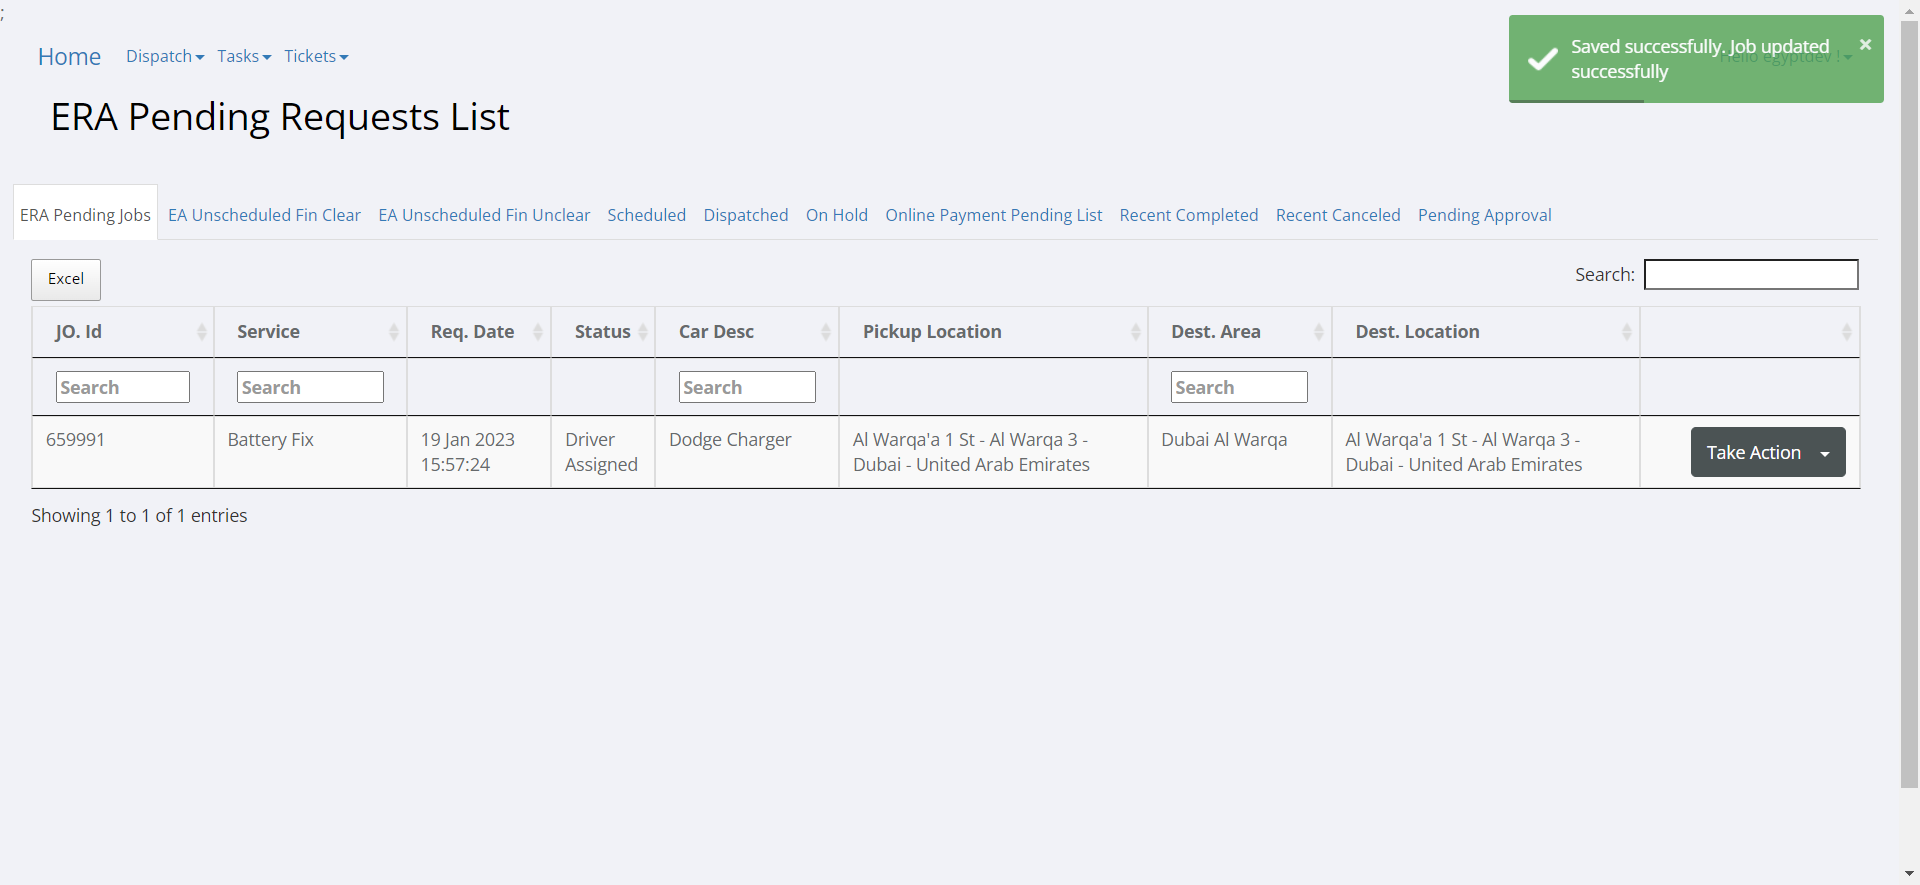 ;
Home Dispatch Tasks Tickets
Saved successfully. Job updated
successfully
×
Hello egyptdev !
ERA Pending Requests List
ERA Pending Jobs EA Unscheduled Fin Clear EA Unscheduled Fin Unclear Scheduled Dispatched On Hold Online Payment Pending List Recent Completed Recent Canceled Pending Approval
Excel
Search:
JO. Id Service Req. Date Status Car Desc Pickup Location Dest. Area Dest. Location
Search Search Search Search
659991 Battery Fix 19 Jan 2023 Driver Dodge Charger Al Warqa'a 1 St - Al Warqa 3 - Dubai Al Warqa Al Warqa'a 1 St - Al Warqa 3 -
15:57:24 Assigned Dubai - United Arab Emirates Dubai - United Arab Emirates
Take Action
Showing 1 to 1 of 1 entries